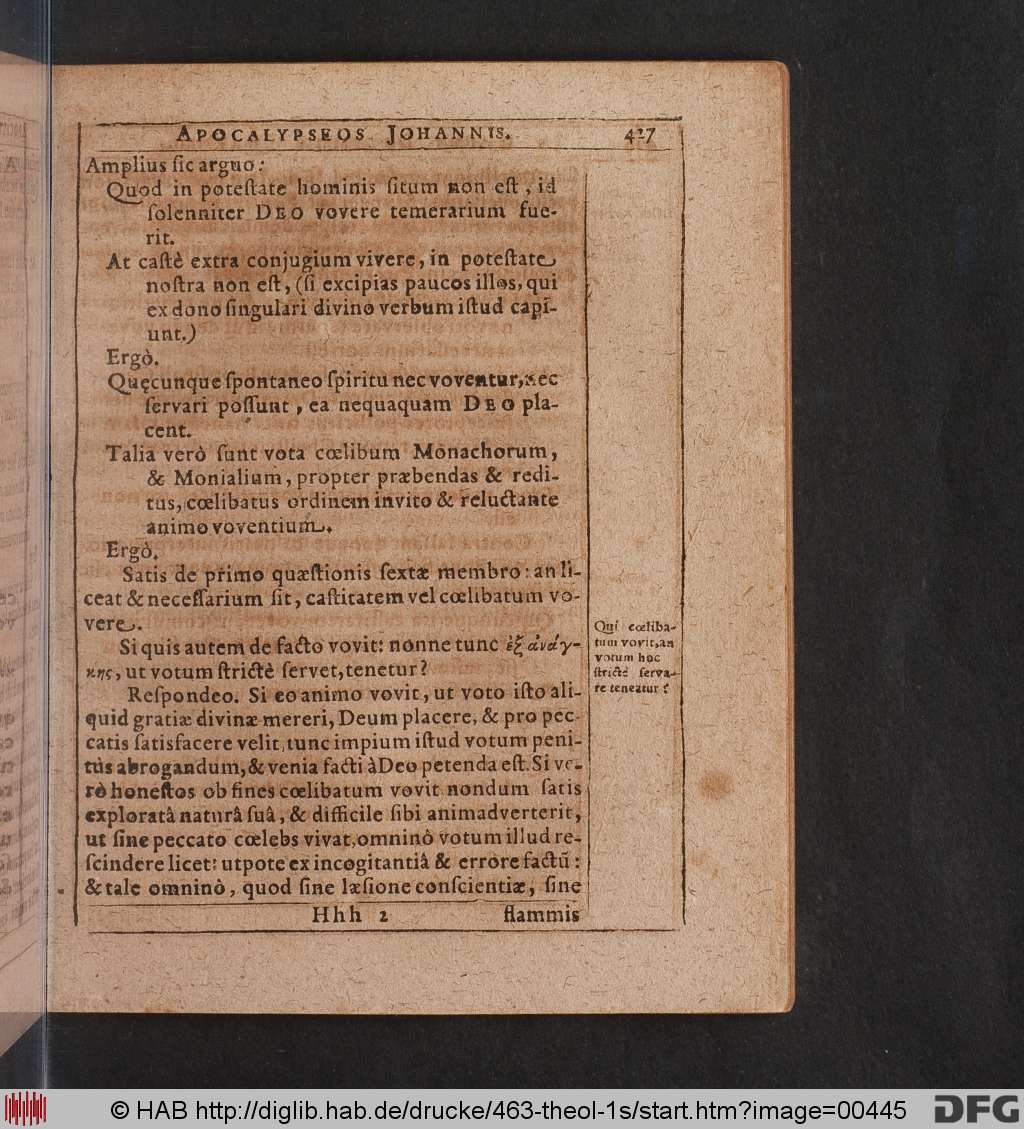 APOCALYPSEOS JOHANNIS. 427
Amplius ſic arguo:
Quod in poteſtate hominis ſitum non eſt, id
ſolenniter DEO vovere temerarium fue-
rit.
At caſtè extra conjugium vivere, in poteſtate
noſtra non eſt, (ſi excipias paucos illos, qui
ex dono ſingulari divino verbum iſtud capi-
unt.)
Ergò.
Quęcunque ſpontaneo ſpiritu nec voventur, nec
ſervari poſſunt, ea nequaquam DEO pla-
cent.
Talia verò ſunt vota cœlibum Monachorum,
& Monialium, propter præbendas & redi-
tus, cœlibatus ordinem invito & reluctante
animo voventium.
Ergò.
Satis de primo quæſtionis ſextæ membro: an li-
ceat & neceſſarium ſit, caſtitatem vel cœlibatum vo-
vere.
Si quis autem de facto vovit: nonne tunc ἐξ ἀνάγ-
κης, ut votum ſtrictè ſervet, tenetur?
Reſpondeo. Si eo animo vovit, ut voto iſto ali-
quid gratiæ divinæ mereri, Deum placere, & pro pec-
catis ſatisfacere velit, tunc impium iſtud votum peni-
tùs abrogandum, & venia facti à Deo petenda eſt. Si ve-
rò honeſtos ob fines cœlibatum vovit nondum ſatis
exploratâ naturâ ſuâ, & difficile ſibi animadverterit,
ut ſine peccato cœlebs vivat, omninò votum illud re-
ſcindere licet: utpote ex incogitantiâ & errore factũ:
& tale omninò, quod ſine læſione conſcientiæ, ſine
Hhh 2 flammis
Qui cœliba-
tum vovit, an
votum hoc
ſtrictè ſerva-
re teneatur?
© HAB http://diglib.hab.de/drucke/463-theol-1s/start.htm?image=00445
DFG